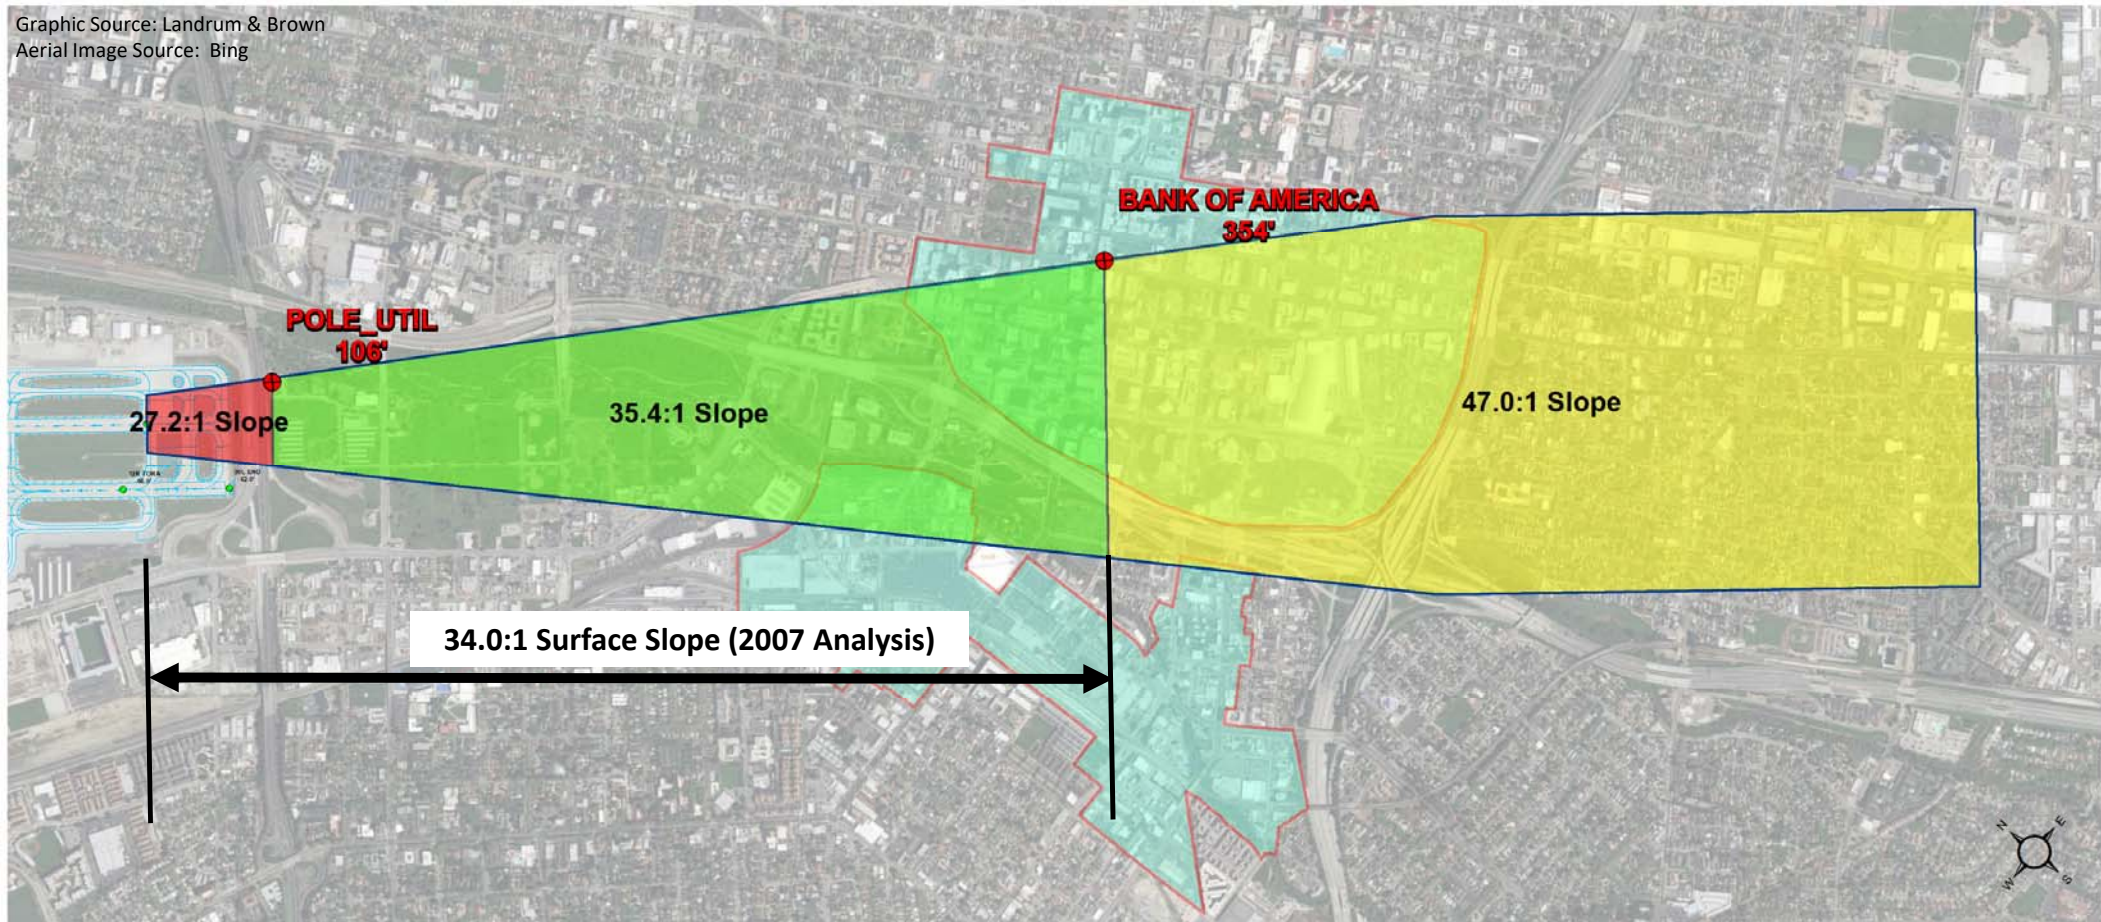 Graphic Source: Landrum & Brown
Aerial Image Source: Bing
BANK OF AMERICA
354'
POLE_UTIL
106'
27.2:1 Slope
35.4:1 Slope
47.0:1 Slope
34.0:1 Surface Slope (2007 Analysis)
N
E
W
S